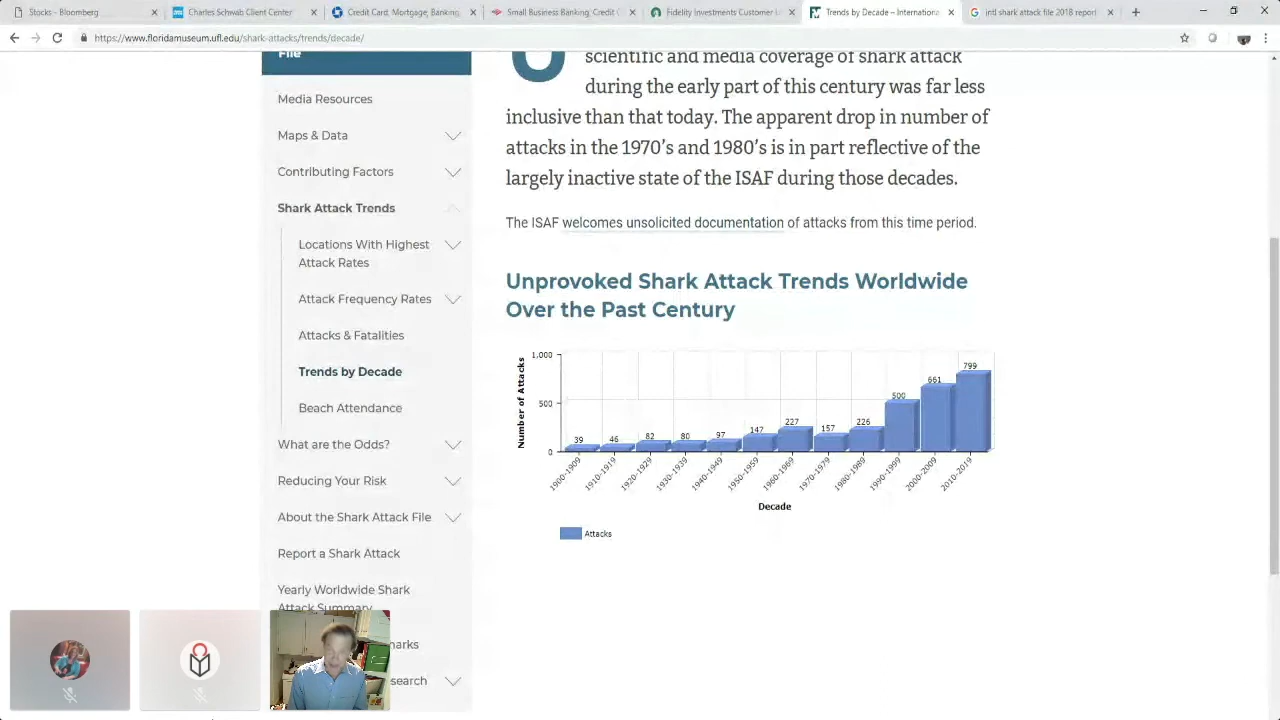 Stocks - Bloomberg
Charles Schwab Client Center
Credit Card, Mortgage, Banking,
Small Business Banking, Credit C
Fidelity Investments Customer L
Trends by Decade – Internationa
intl shark attack file 2018 report
https://www.floridamuseum.ufl.edu/shark-attacks/trends/decade/
File
Media Resources
Maps & Data
Contributing Factors
Shark Attack Trends
Locations With Highest
Attack Rates
Attack Frequency Rates
Attacks & Fatalities
Trends by Decade
Beach Attendance
What are the Odds?
Reducing Your Risk
About the Shark Attack File
Report a Shark Attack
Yearly Worldwide Shark
Attack Summary
scientific and media coverage of shark attack
during the early part of this century was far less
inclusive than that today. The apparent drop in number of
attacks in the 1970’s and 1980’s is in part reflective of the
largely inactive state of the ISAF during those decades.
The ISAF welcomes unsolicited documentation of attacks from this time period.
Unprovoked Shark Attack Trends Worldwide
Over the Past Century
Number of Attacks
1,000
500
0
39
46
82
80
97
147
227
157
226
500
661
799
1900-1909
1910-1919
1920-1929
1930-1939
1940-1949
1950-1959
1960-1969
1970-1979
1980-1989
1990-1999
2000-2009
2010-2019
Decade
Attacks